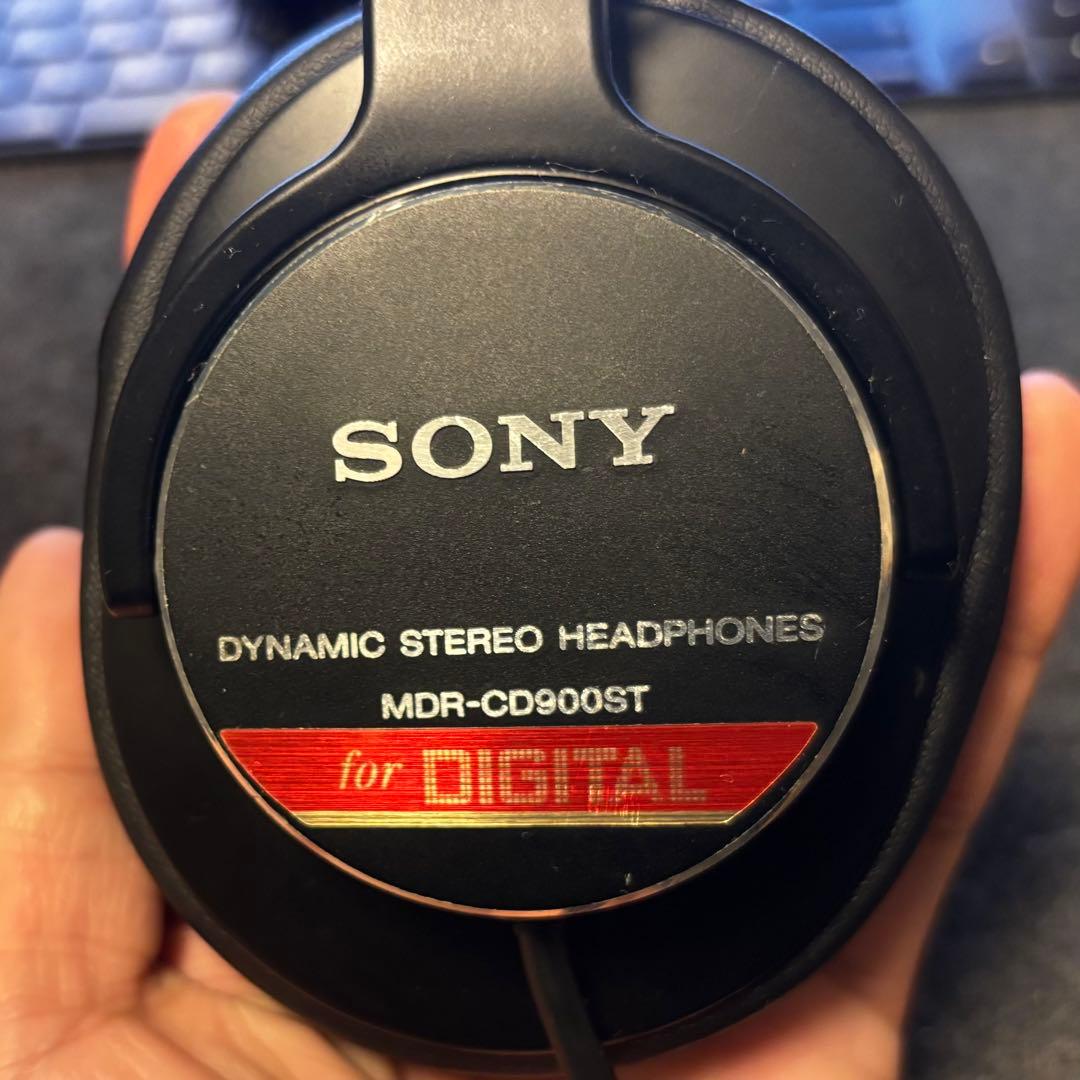 SONY
DYNAMIC STEREO HEADPHONES
MDR-CD900ST
for DIGITAL